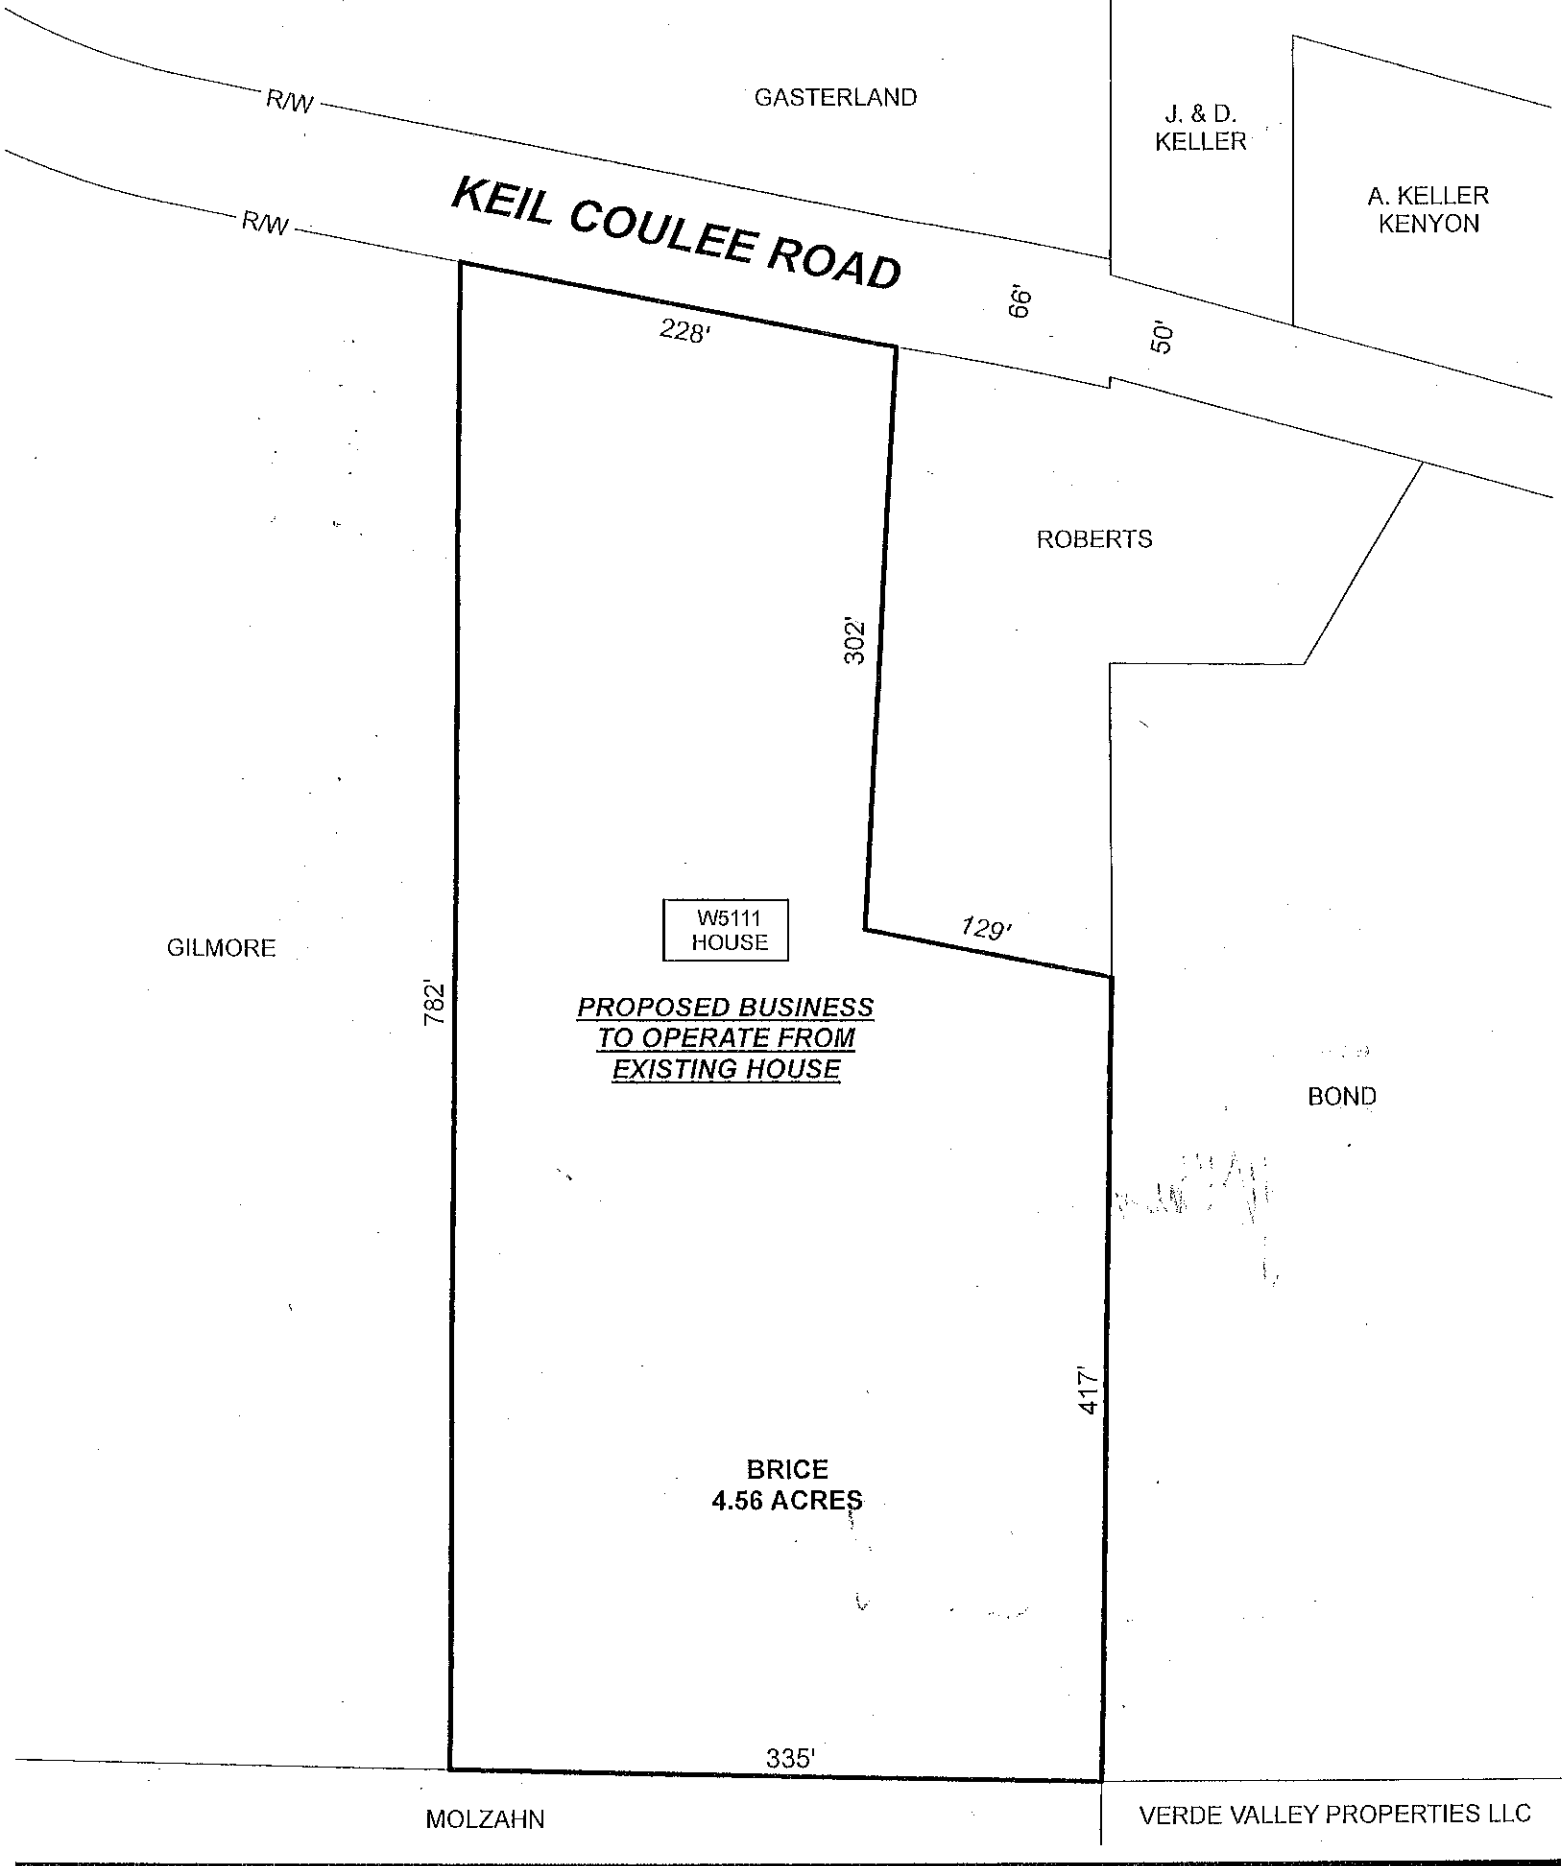 R/W
GASTERLAND
J. & D.
KELLER
A. KELLER
KENYON
R/W
KEIL COULEE ROAD
66'
50'
228'
ROBERTS
302'
W5111
HOUSE
129'
GILMORE
782'
PROPOSED BUSINESS
TO OPERATE FROM
EXISTING HOUSE
BOND
417'
BRICE
4.56 ACRES
335'
MOLZAHN
VERDE VALLEY PROPERTIES LLC